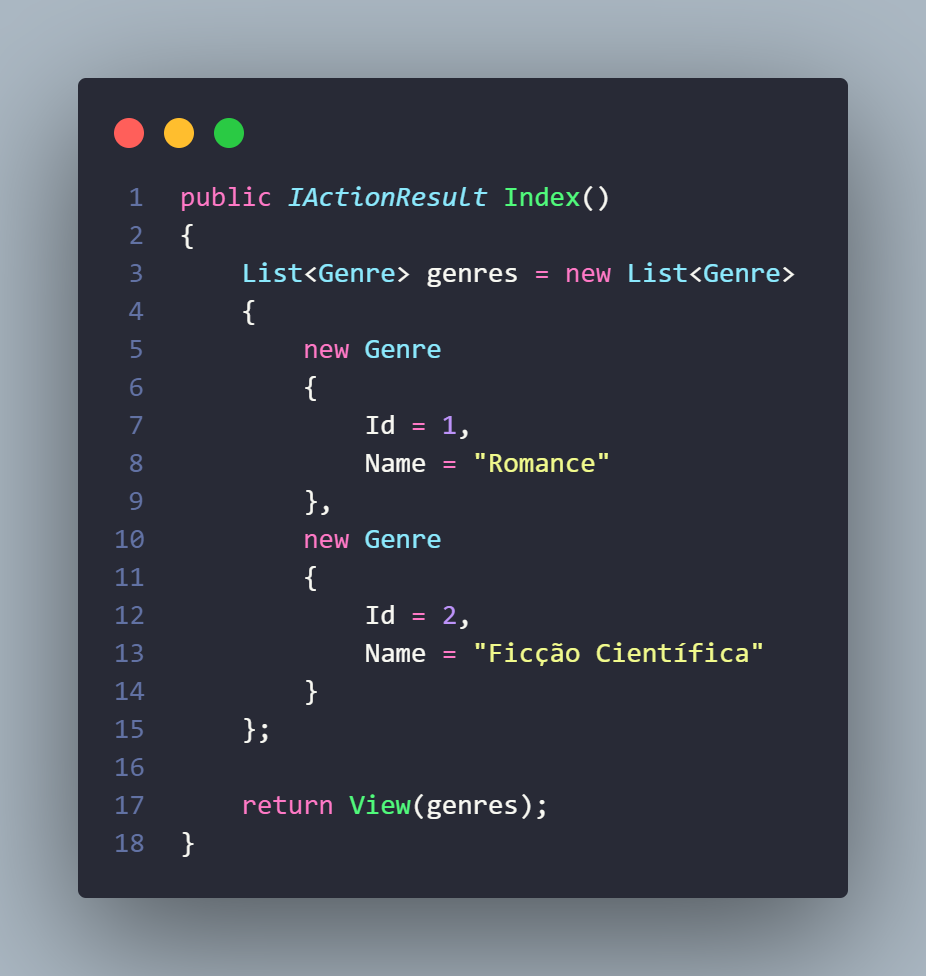 1 public IActionResult Index()
2 {
3     List<Genre> genres = new List<Genre>
4     {
5         new Genre
6         {
7             Id = 1,
8             Name = "Romance"
9         },
10         new Genre
11         {
12             Id = 2,
13             Name = "Ficção Científica"
14         }
15     };
16
17     return View(genres);
18 }